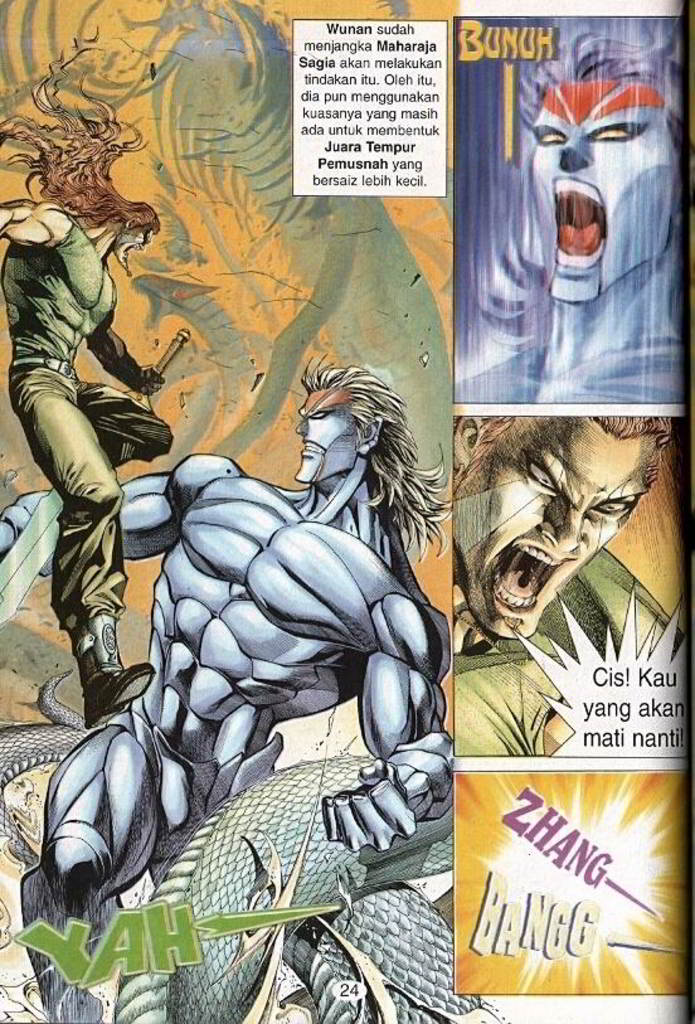 Wunan sudah
menjangka Maharaja
Sagia akan melakukan
tindakan itu. Oleh itu,
dia pun menggunakan
kuasanya yang masih
ada untuk membentuk
Juara Tempur
Pemusnah yang
bersaiz lebih kecil.
BUNUH
!
Cis! Kau
yang akan
mati nanti!
YAH
ZHANG
BANGG
24